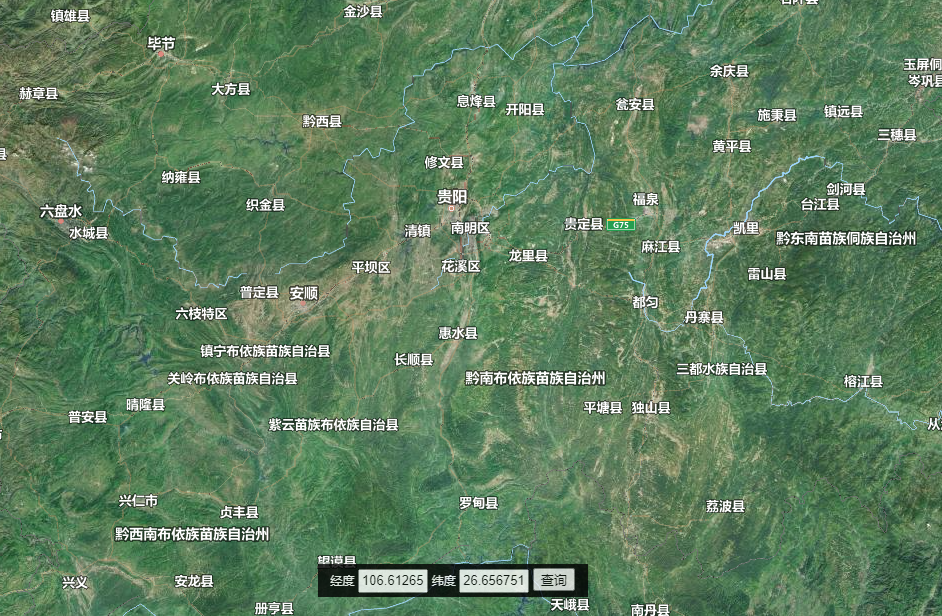 金沙县
镇雄县
毕节
余庆县
玉屏侗
岑巩县
大方县
赫章县
息烽县
开阳县
瓮安县
施秉县
镇远县
黔西县
三穗县
黄平县
县
修文县
纳雍县
剑河县
贵阳
福泉
织金县
台江县
六盘水
水城县
清镇
南明区
贵定县
G75
凯里
黔东南苗族侗族自治州
麻江县
龙里县
平坝区
花溪区
雷山县
普定县
安顺
都匀
六枝特区
丹寨县
惠水县
镇宁布依族苗族自治县
长顺县
三都水族自治县
关岭布依族苗族自治县
黔南布依族苗族自治州
榕江县
晴隆县
平塘县
独山县
普安县
紫云苗族布依族自治县
从
兴仁市
贞丰县
罗甸县
荔波县
黔西南布依族苗族自治州
兴义
安龙县
经度 106.61265 纬度 26.656751 查询
册亨县
天峨县
南丹县